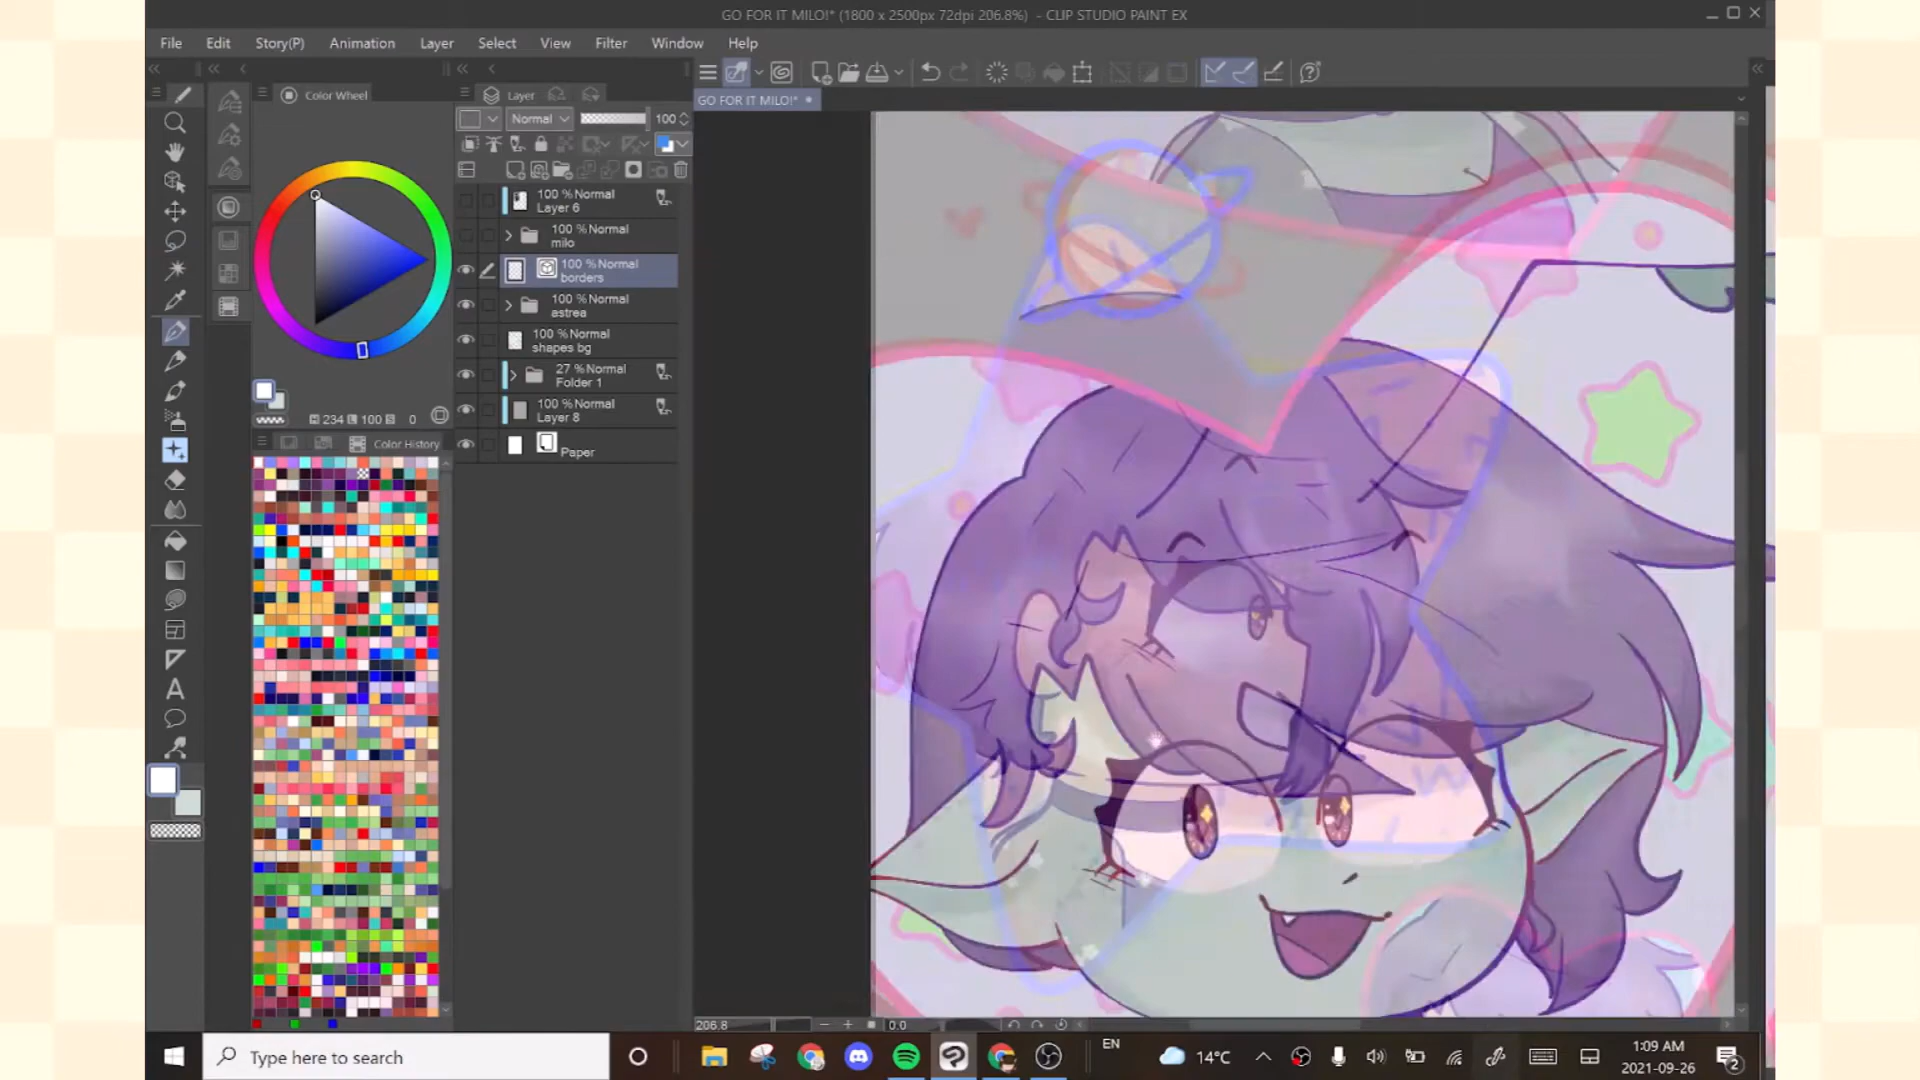 GO FOR IT MILO!* (1800 x 2500px 72dpi 206.8%) - CLIP STUDIO PAINT EX
File Edit Story(P) Animation Layer Select View Filter Window Help
Color Wheel
Layer
GO FOR IT MILO!*
Normal 100
100 % Normal
Layer 6
100 % Normal
milo
100 % Normal
borders
100 % Normal
astrea
100 % Normal
shapes bg
27 % Normal
Folder 1
100 % Normal
Layer 8
Paper
H 234 L 100 S 0
Color History
206.8
0.0
Type here to search
EN
14°C
1:09 AM
2021-09-26
2